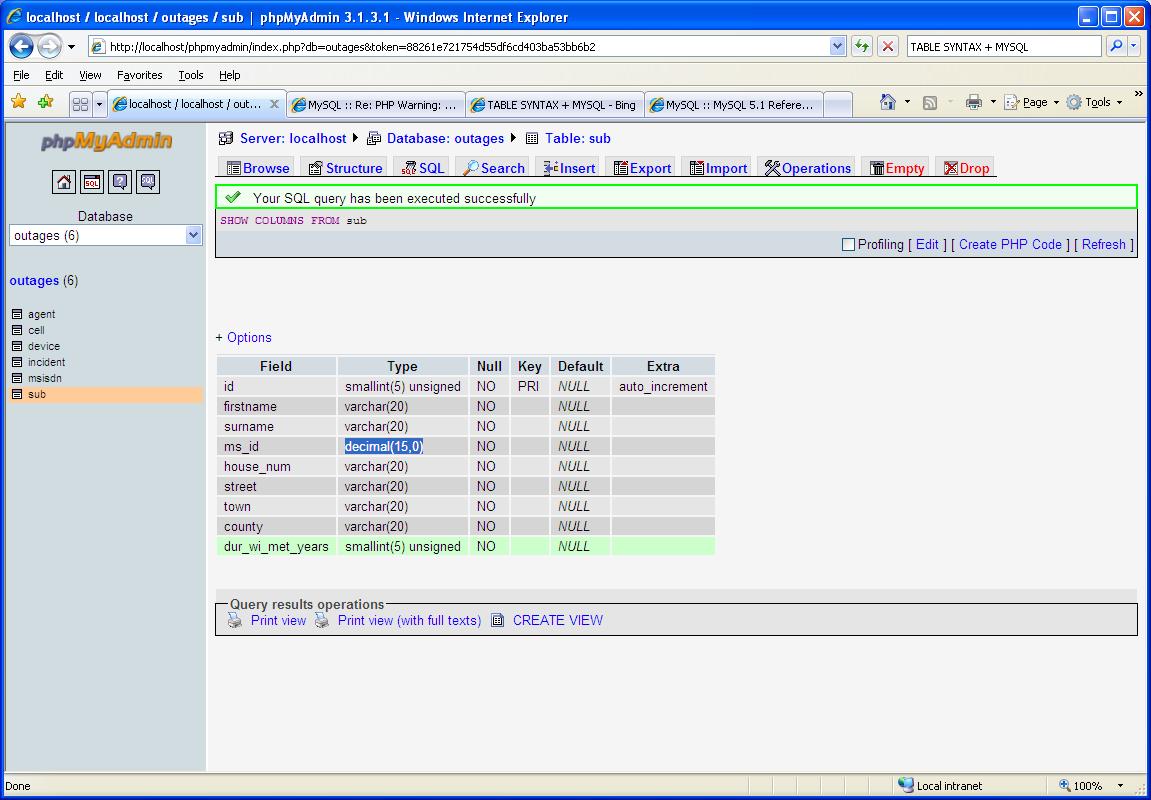 localhost / localhost / outages / sub | phpMyAdmin 3.1.3.1 - Windows Internet Explorer
http://localhost/phpmyadmin/index.php?db=outages&token=88261e721754d55df6cd403ba53bb6b2
TABLE SYNTAX + MYSQL
File Edit View Favorites Tools Help
localhost / localhost / out... MySQL :: Re: PHP Warning: ... TABLE SYNTAX + MYSQL - Bing MySQL :: MySQL 5.1 Refere... Page Tools
phpMyAdmin
SQL
Database
outages (6)
outages (6)
agent
cell
device
incident
msisdn
sub
Server: localhost Database: outages Table: sub
Browse Structure SQL Search Insert Export Import Operations Empty Drop
Your SQL query has been executed successfully
SHOW COLUMNS FROM sub
Profiling [ Edit ] [ Create PHP Code ] [ Refresh ]
+ Options
Field Type Null Key Default Extra
id smallint(5) unsigned NO PRI NULL auto_increment
firstname varchar(20) NO NULL
surname varchar(20) NO NULL
ms_id decimal(15,0) NO NULL
house_num varchar(20) NO NULL
street varchar(20) NO NULL
town varchar(20) NO NULL
county varchar(20) NO NULL
dur_wi_met_years smallint(5) unsigned NO NULL
Query results operations
Print view Print view (with full texts) CREATE VIEW
Done Local intranet 100%